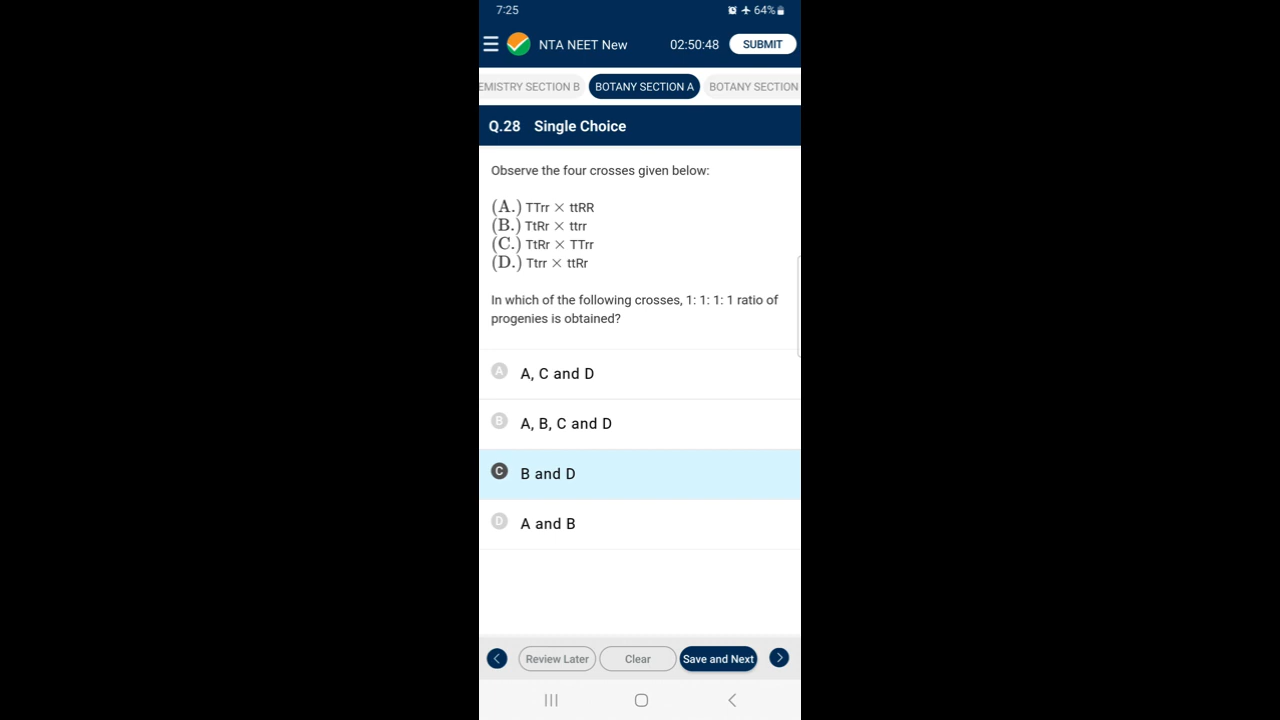 7:25 64%
NTA NEET New 02:50:48 SUBMIT
EMISTRY SECTION B BOTANY SECTION A BOTANY SECTION
Q.28 Single Choice
Observe the four crosses given below:
(A.) TTrr × ttRR
(B.) TtRr × ttrr
(C.) TtRr × TTrr
(D.) Ttrr × ttRr
In which of the following crosses, 1: 1: 1: 1 ratio of
progenies is obtained?
A A, C and D
B A, B, C and D
C B and D
D A and B
Review Later Clear Save and Next